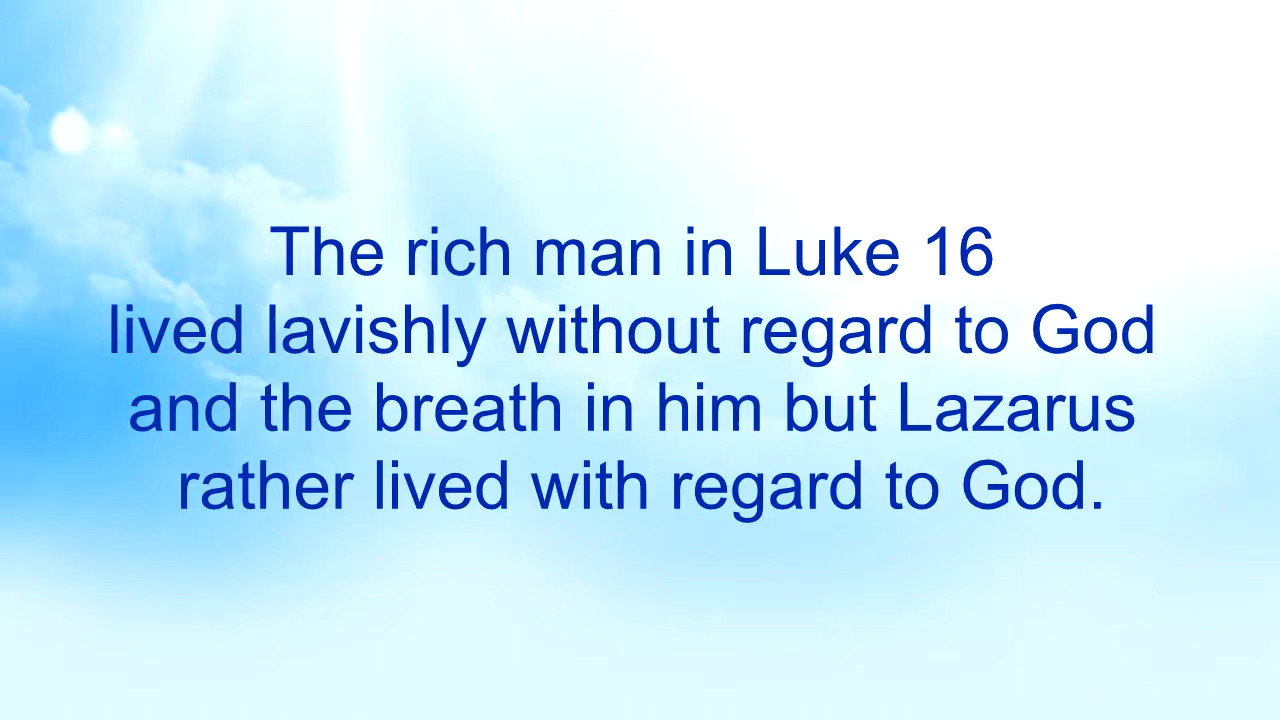 The rich man in Luke 16
lived lavishly without regard to God
and the breath in him but Lazarus
rather lived with regard to God.